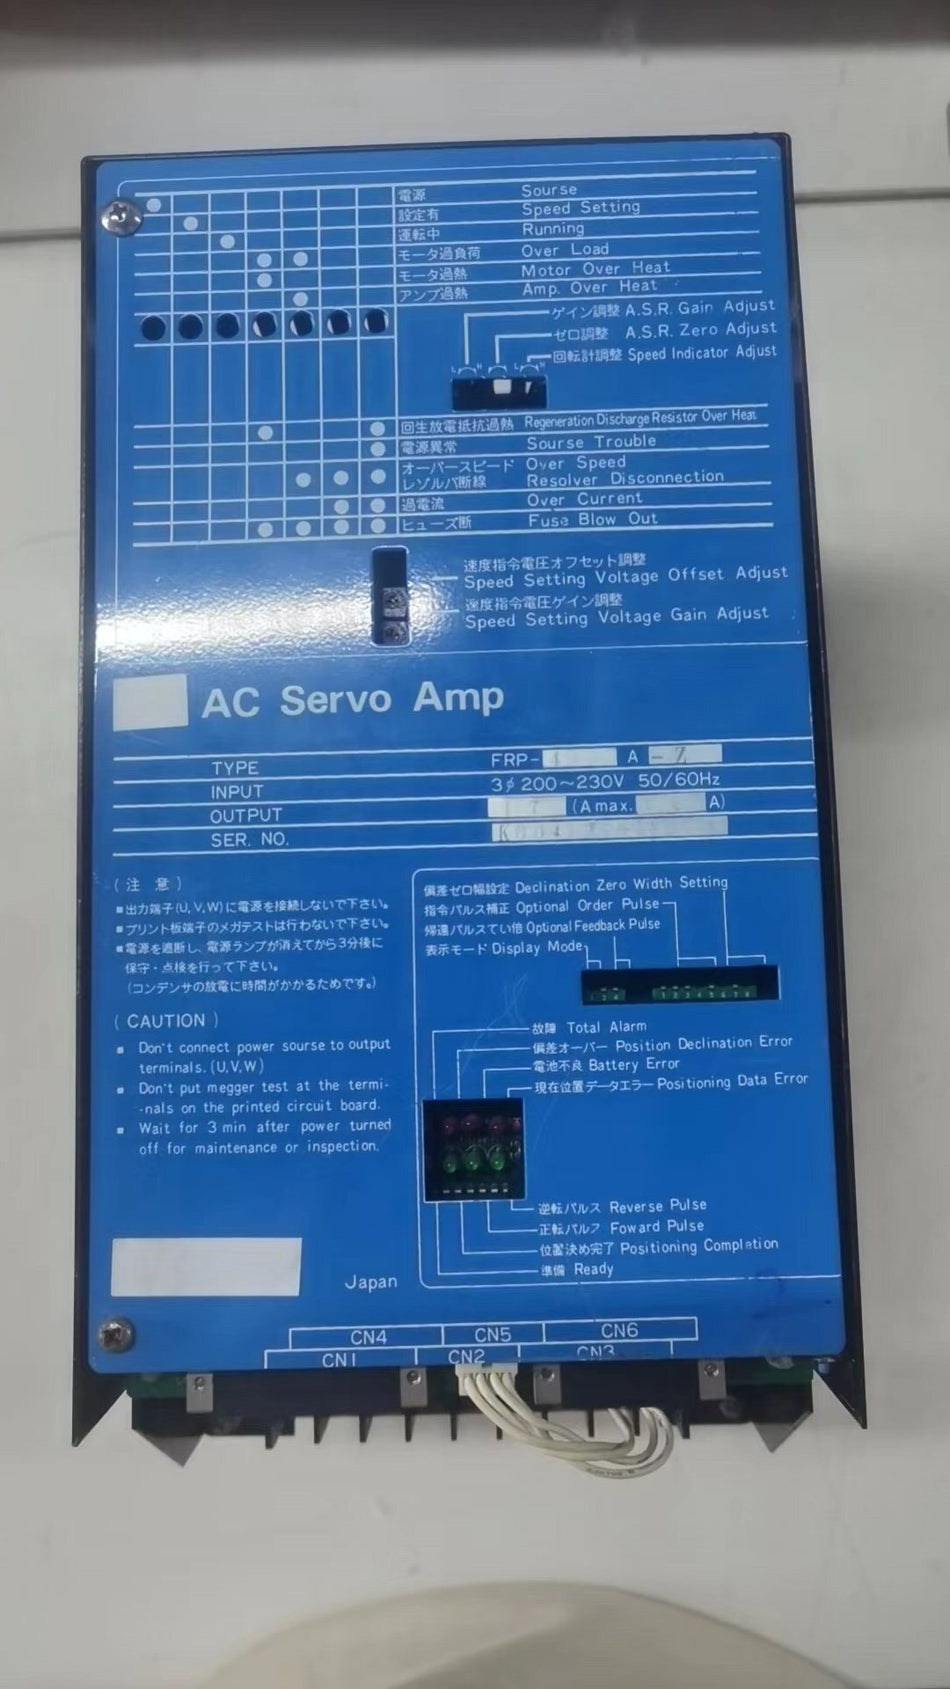 電源 Sourse
設定有 Speed Setting
運転中 Running
モータ過負荷 Over Load
モータ過熱 Motor Over Heat
アンプ過熱 Amp. Over Heat
ゲイン調整 A.S.R. Gain Adjust
ゼロ調整 A.S.R. Zero Adjust
回転計調整 Speed Indicator Adjust
L H L H
回生放電抵抗過熱 Regeneration Discharge Resistor Over Heat
電源異常 Sourse Trouble
オーバースピード Over Speed
レゾルバ断線 Resolver Disconnection
過電流 Over Current
ヒューズ断 Fuse Blow Out
速度指令電圧オフセット調整
Speed Setting Voltage Offset Adjust
速度指令電圧ゲイン調整
Speed Setting Voltage Gain Adjust
AC Servo Amp
TYPE FRP- A -Z
INPUT 3φ 200~230V 50/60Hz
OUTPUT 7 (A max. A)
SER. NO.
(注 意)
■出力端子(U,V,W)に電源を接続しないで下さい。
■プリント板端子のメガテストは行わないで下さい。
■電源を遮断し、電源ランプが消えてから3分後に
保守・点検を行って下さい。
(コンデンサの放電に時間がかかるためです。)
(CAUTION)
■ Don't connect power sourse to output
terminals. (U,V,W)
■ Don't put megger test at the termi-
-nals on the printed circuit board.
■ Wait for 3 min after power turned
off for maintenance or inspection.
Japan
偏差ゼロ幅設定 Declination Zero Width Setting
指令パルス補正 Optional Order Pulse
帰還パルスてい倍 Optional Feedback Pulse
表示モード Display Mode
故障 Total Alarm
偏差オーバー Position Declination Error
電池不良 Battery Error
現在位置データエラー Positioning Data Error
逆転パルス Reverse Pulse
正転パルス Foward Pulse
位置決め完了 Positioning Completion
準備 Ready
CN4 CN5 CN6
CN1 CN2 CN3